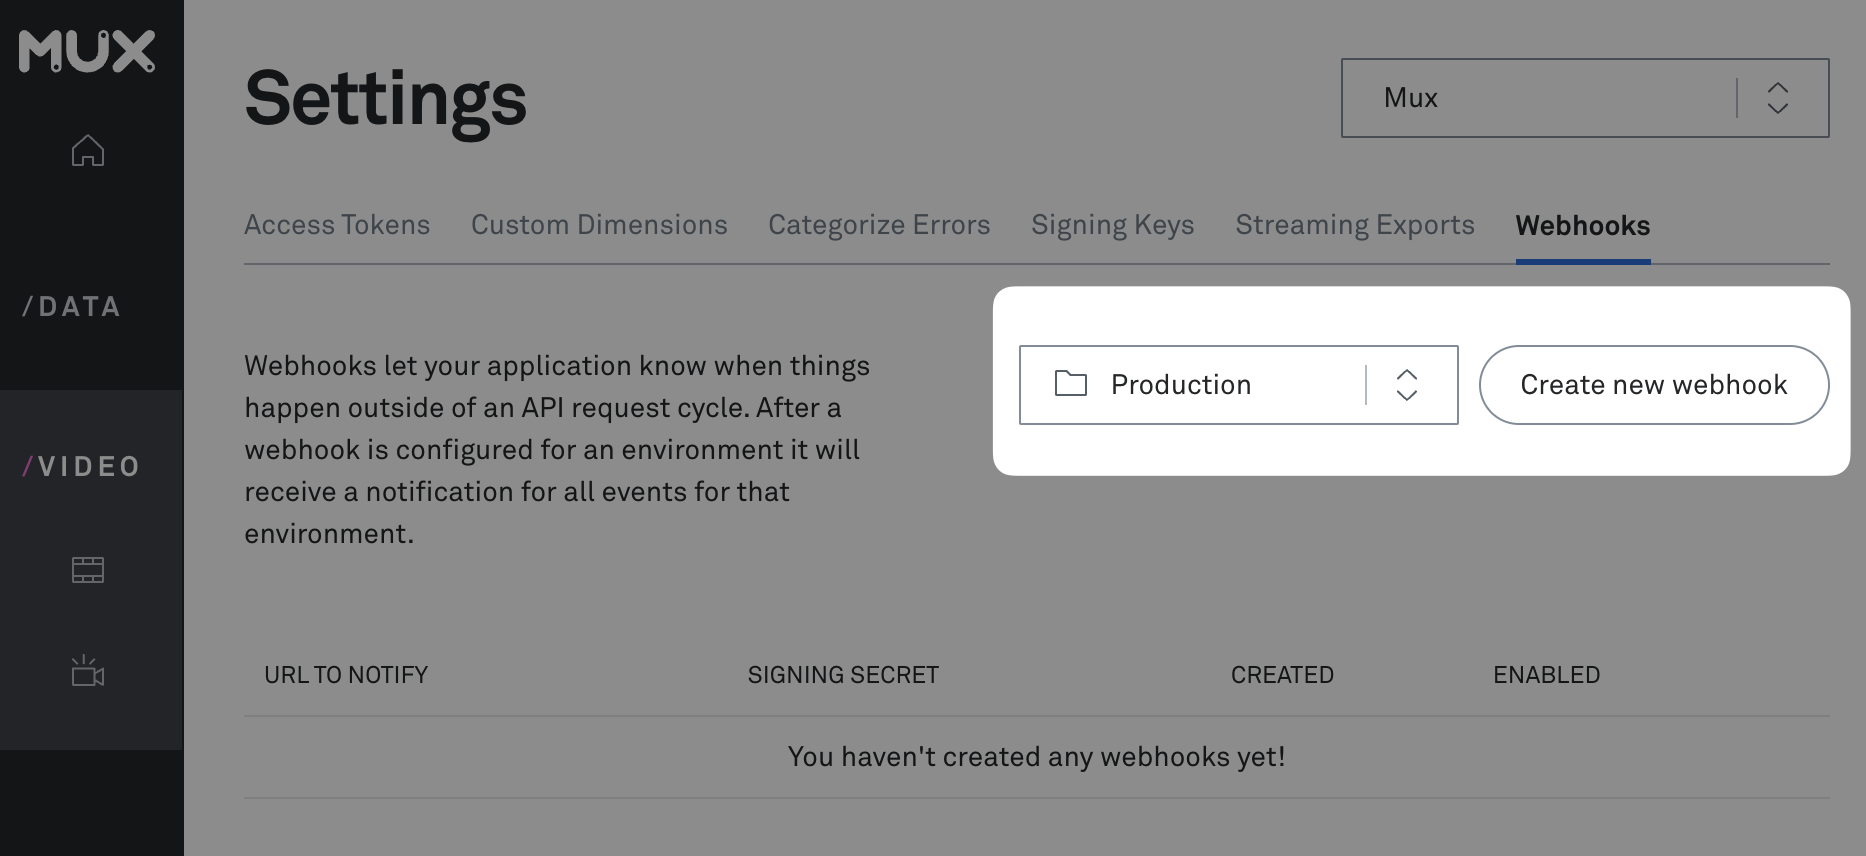 MUX
Settings
Mux
Access Tokens Custom Dimensions Categorize Errors Signing Keys Streaming Exports Webhooks
/DATA
/VIDEO
Webhooks let your application know when things
happen outside of an API request cycle. After a
webhook is configured for an environment it will
receive a notification for all events for that
environment.
Production
Create new webhook
URL TO NOTIFY SIGNING SECRET CREATED ENABLED
You haven't created any webhooks yet!